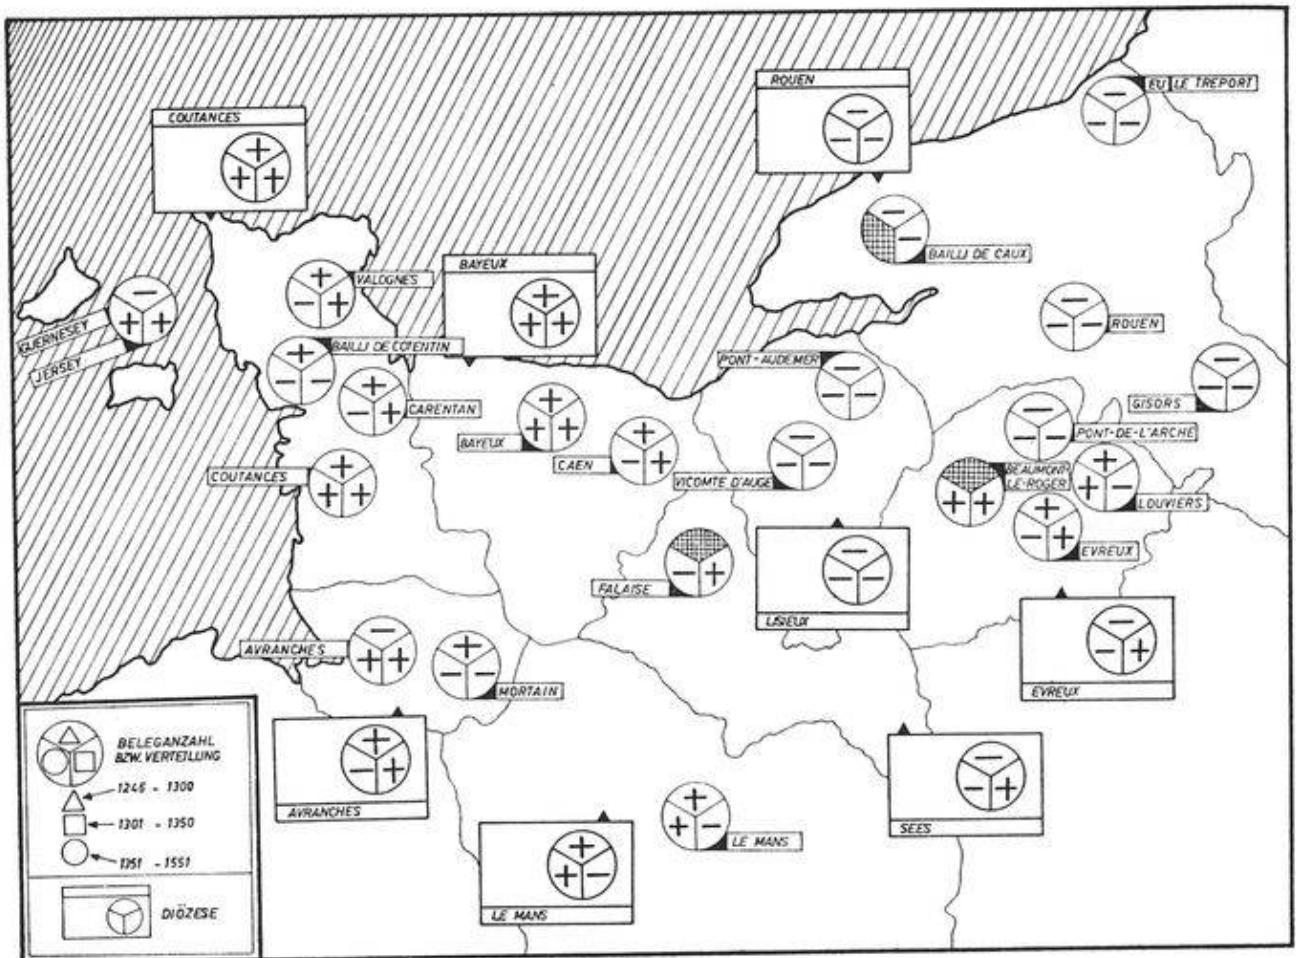 ROUEN
EU
LE TREPORT
COUTANCES
BAILLI DE CAUX
BAYEUX
VALOGNES
GUERNESEY
JERSEY
BAILLI DE COTENTIN
ROUEN
PONT-AUDEMER
CARENTAN
GISORS
BAYEUX
PONT-DE-L'ARCHE
CAEN
COUTANCES
VICOMTE D'AUGE
BEAUMONT-
LE-ROGER
LOUVIERS
EVREUX
FALAISE
LISIEUX
AVRANCHES
MORTAIN
EVREUX
AVRANCHES
SEES
LE MANS
LE MANS
BELEGANZAHL
BZW. VERTEILUNG
1246 - 1300
1301 - 1350
1351 - 1551
DIÖZESE